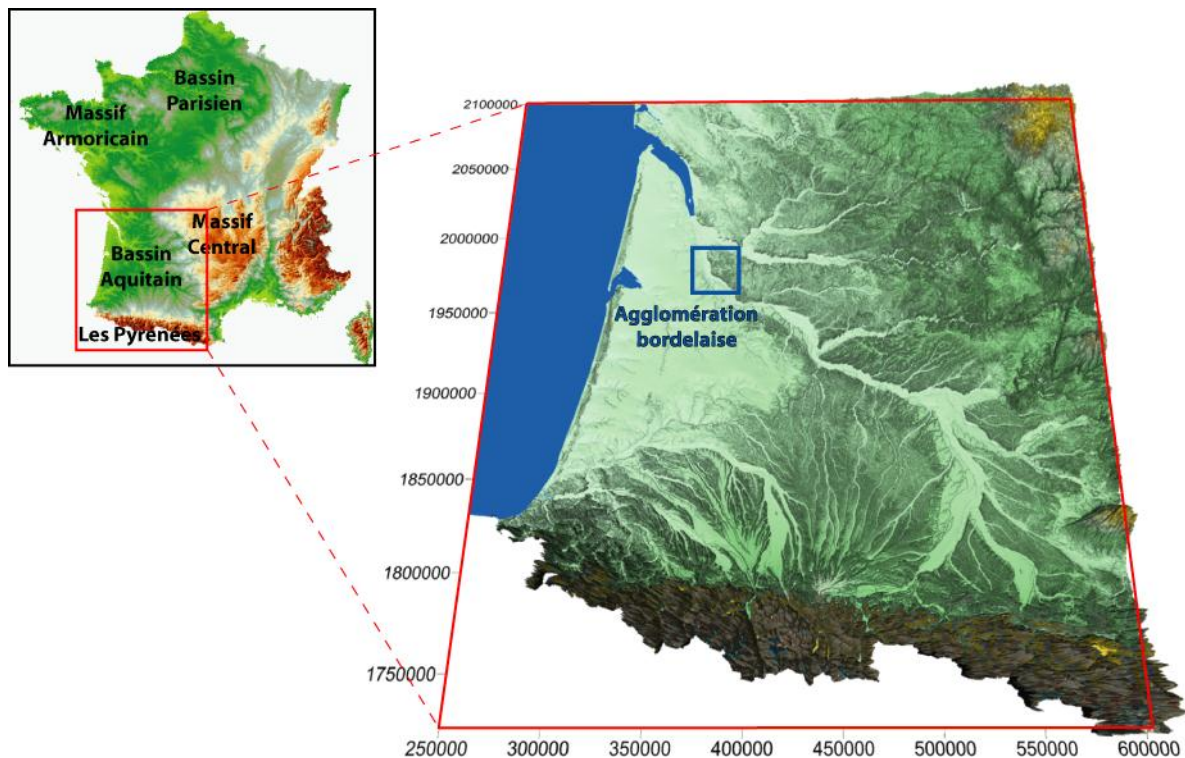 Bassin
Parisien
Massif
Armoricain
Massif
Central
Bassin
Aquitain
Les Pyrénées
2100000
2050000
2000000
1950000
1900000
1850000
1800000
1750000
Agglomération
bordelaise
250000 300000 350000 400000 450000 500000 550000 600000